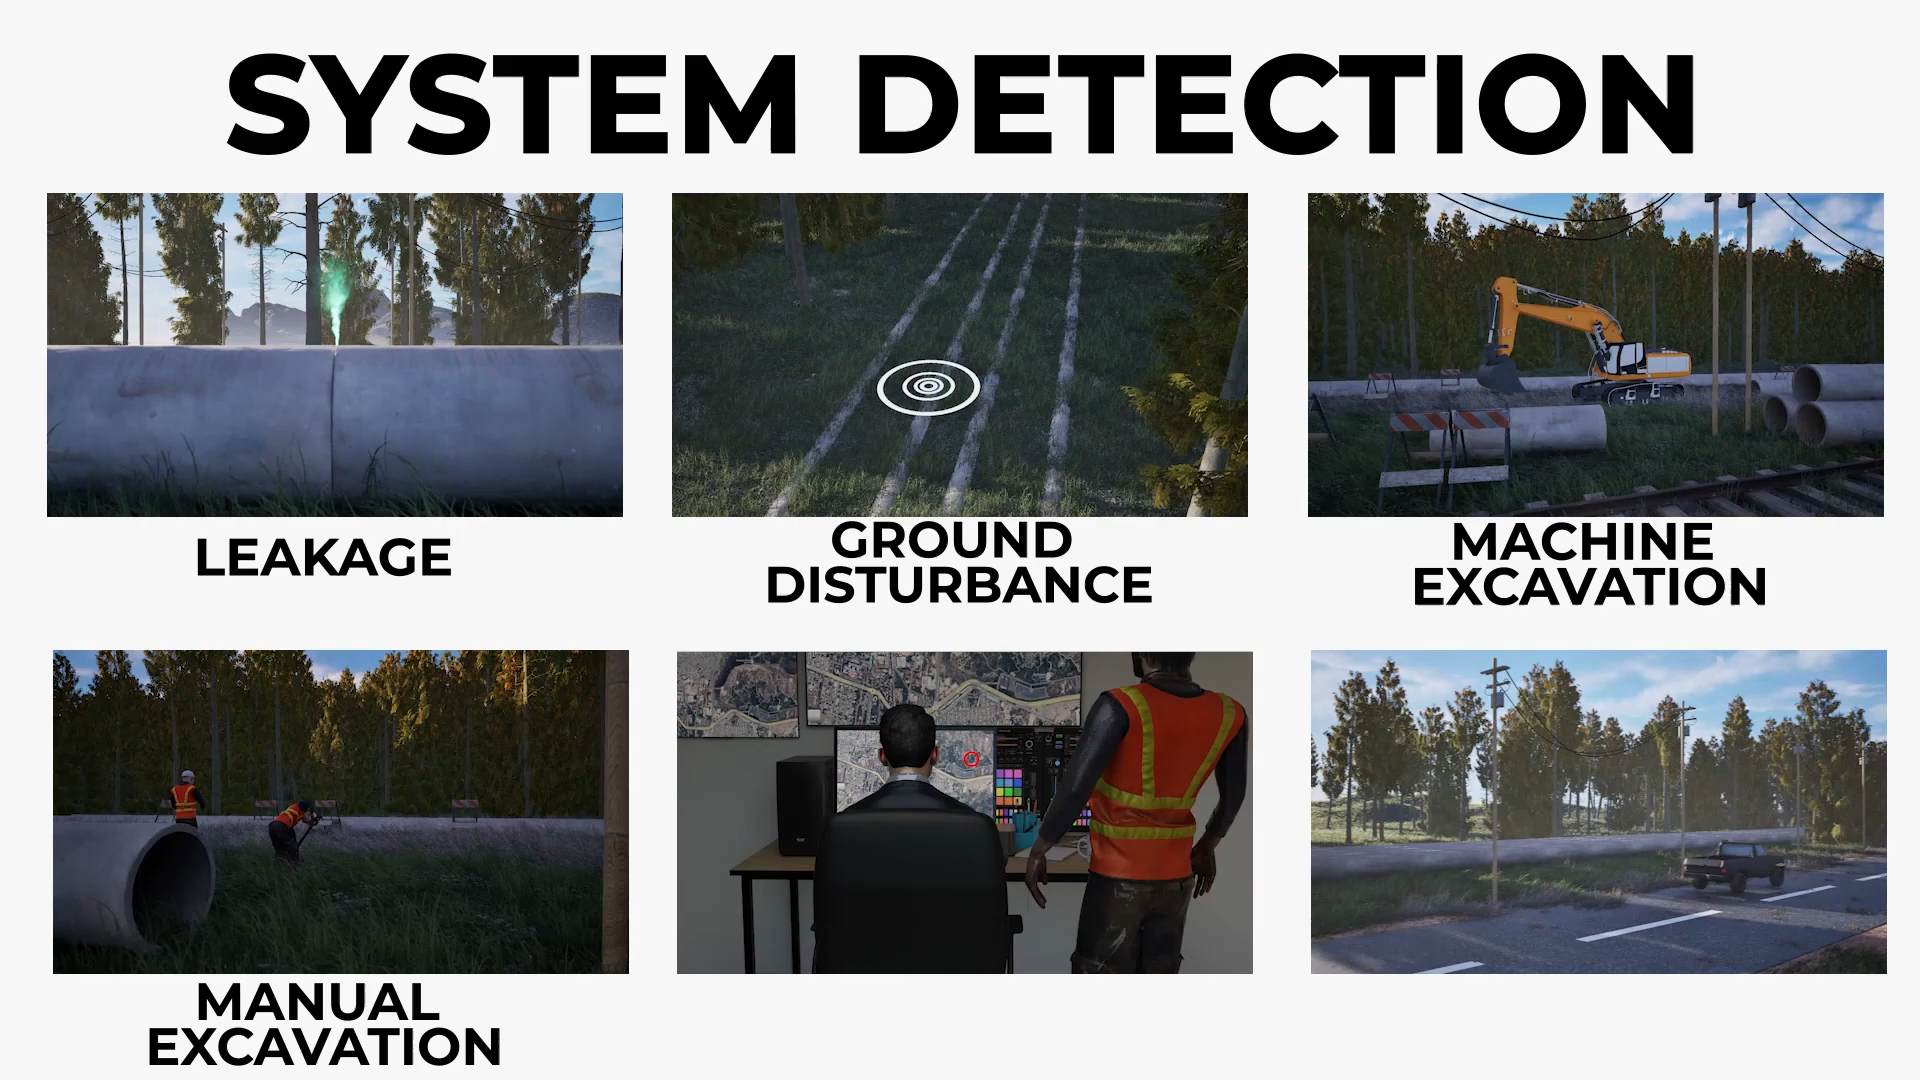 SYSTEM DETECTION
LEAKAGE
GROUND
DISTURBANCE
MACHINE
EXCAVATION
MANUAL
EXCAVATION